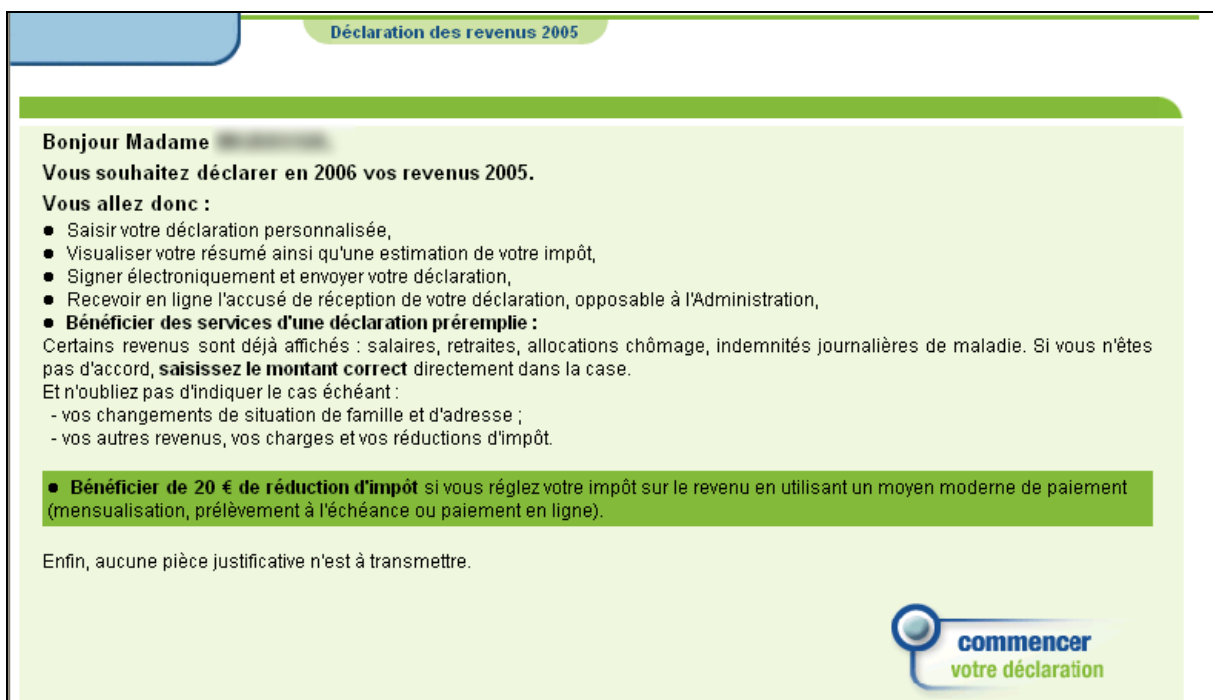 Déclaration des revenus 2005
Bonjour Madame
Vous souhaitez déclarer en 2006 vos revenus 2005.
Vous allez donc :
● Saisir votre déclaration personnalisée,
● Visualiser votre résumé ainsi qu'une estimation de votre impôt,
● Signer électroniquement et envoyer votre déclaration,
● Recevoir en ligne l'accusé de réception de votre déclaration, opposable à l'Administration,
● Bénéficier des services d'une déclaration préremplie :
Certains revenus sont déjà affichés : salaires, retraites, allocations chômage, indemnités journalières de maladie. Si vous n'êtes
pas d'accord, saisissez le montant correct directement dans la case.
Et n'oubliez pas d'indiquer le cas échéant :
- vos changements de situation de famille et d'adresse ;
- vos autres revenus, vos charges et vos réductions d'impôt.
● Bénéficier de 20 € de réduction d'impôt si vous réglez votre impôt sur le revenu en utilisant un moyen moderne de paiement
(mensualisation, prélèvement à l'échéance ou paiement en ligne).
Enfin, aucune pièce justificative n'est à transmettre.
commencer
votre déclaration